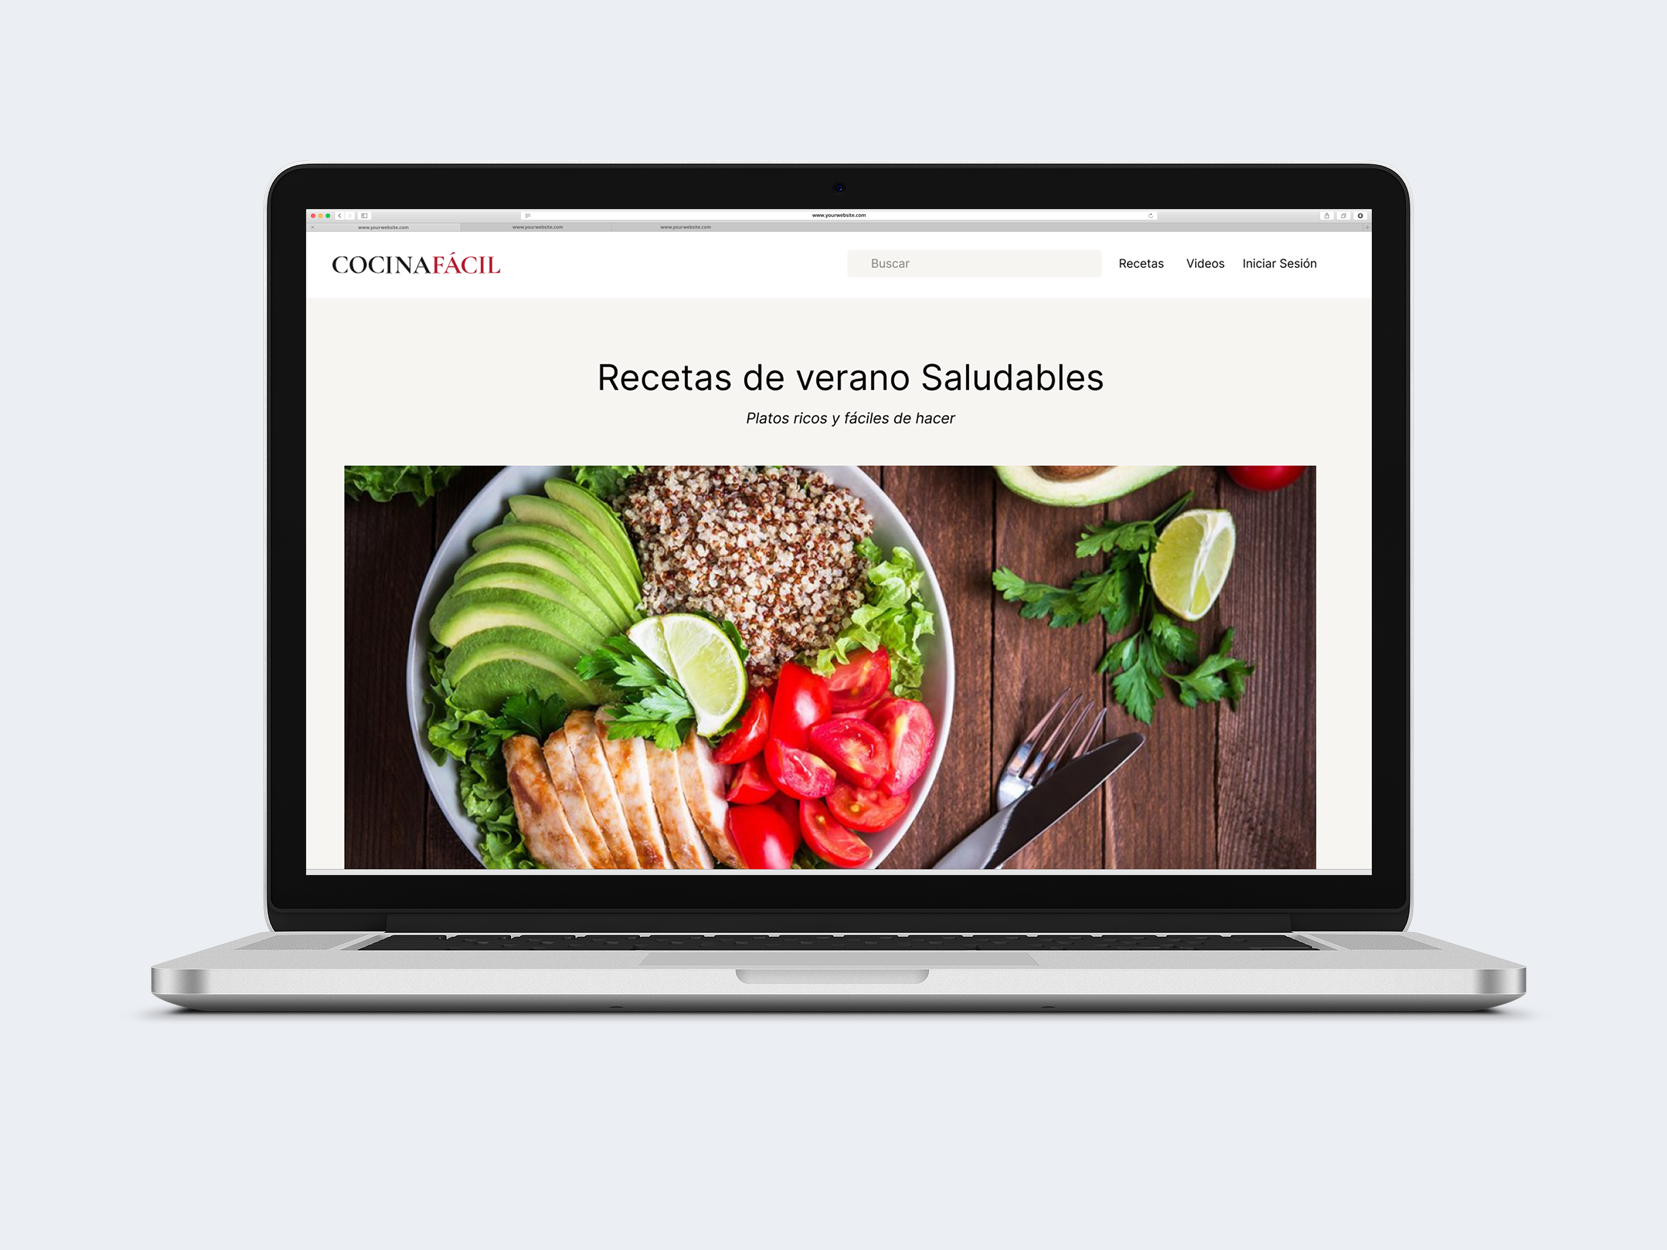 www.yourwebsite.com
www.yourwebsite.com www.yourwebsite.com www.yourwebsite.com
COCINAFÁCIL Buscar Recetas Videos Iniciar Sesión
Recetas de verano Saludables
Platos ricos y fáciles de hacer